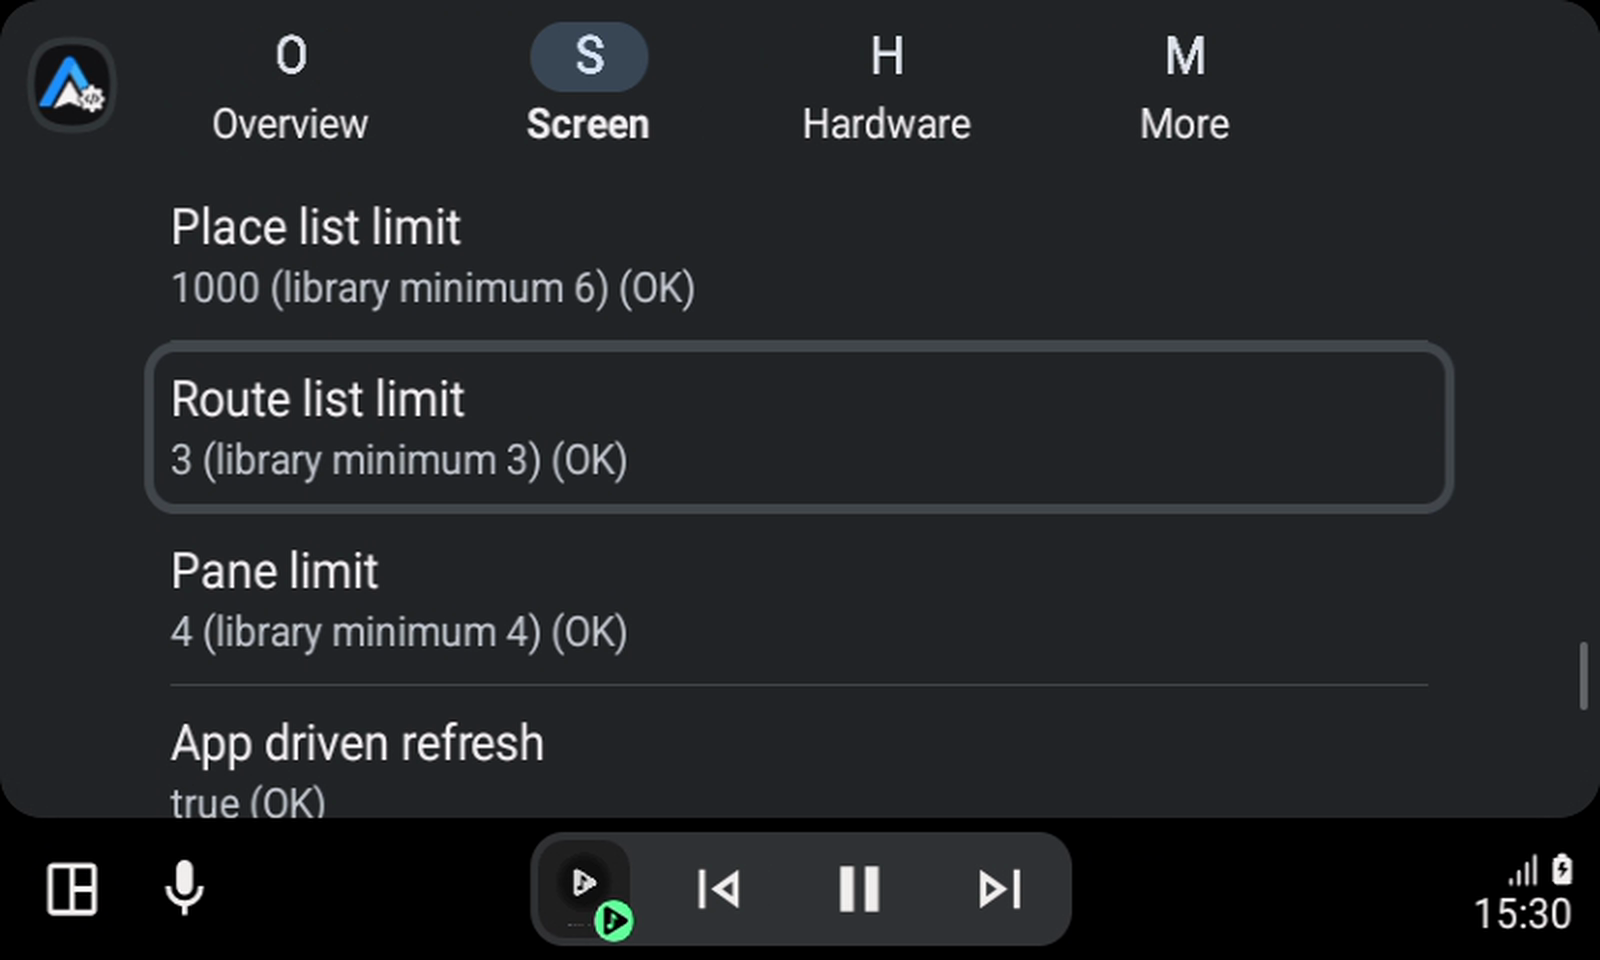 O
Overview
S
Screen
H
Hardware
M
More
Place list limit
1000 (library minimum 6) (OK)
Route list limit
3 (library minimum 3) (OK)
Pane limit
4 (library minimum 4) (OK)
App driven refresh
true (OK)
15:30